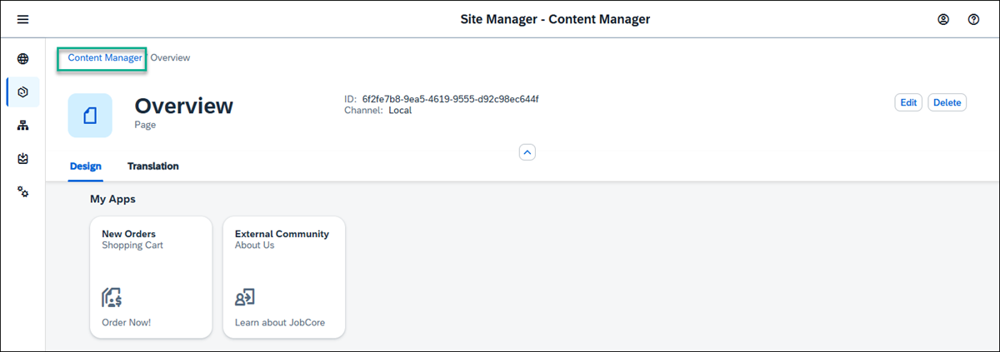 Site Manager - Content Manager
Content Manager / Overview
Overview
Page
ID: 6f2fe7b8-9ea5-4619-9555-d92c98ec644f
Channel: Local
Edit Delete
Design Translation
My Apps
New Orders
Shopping Cart
Order Now!
External Community
About Us
Learn about JobCore